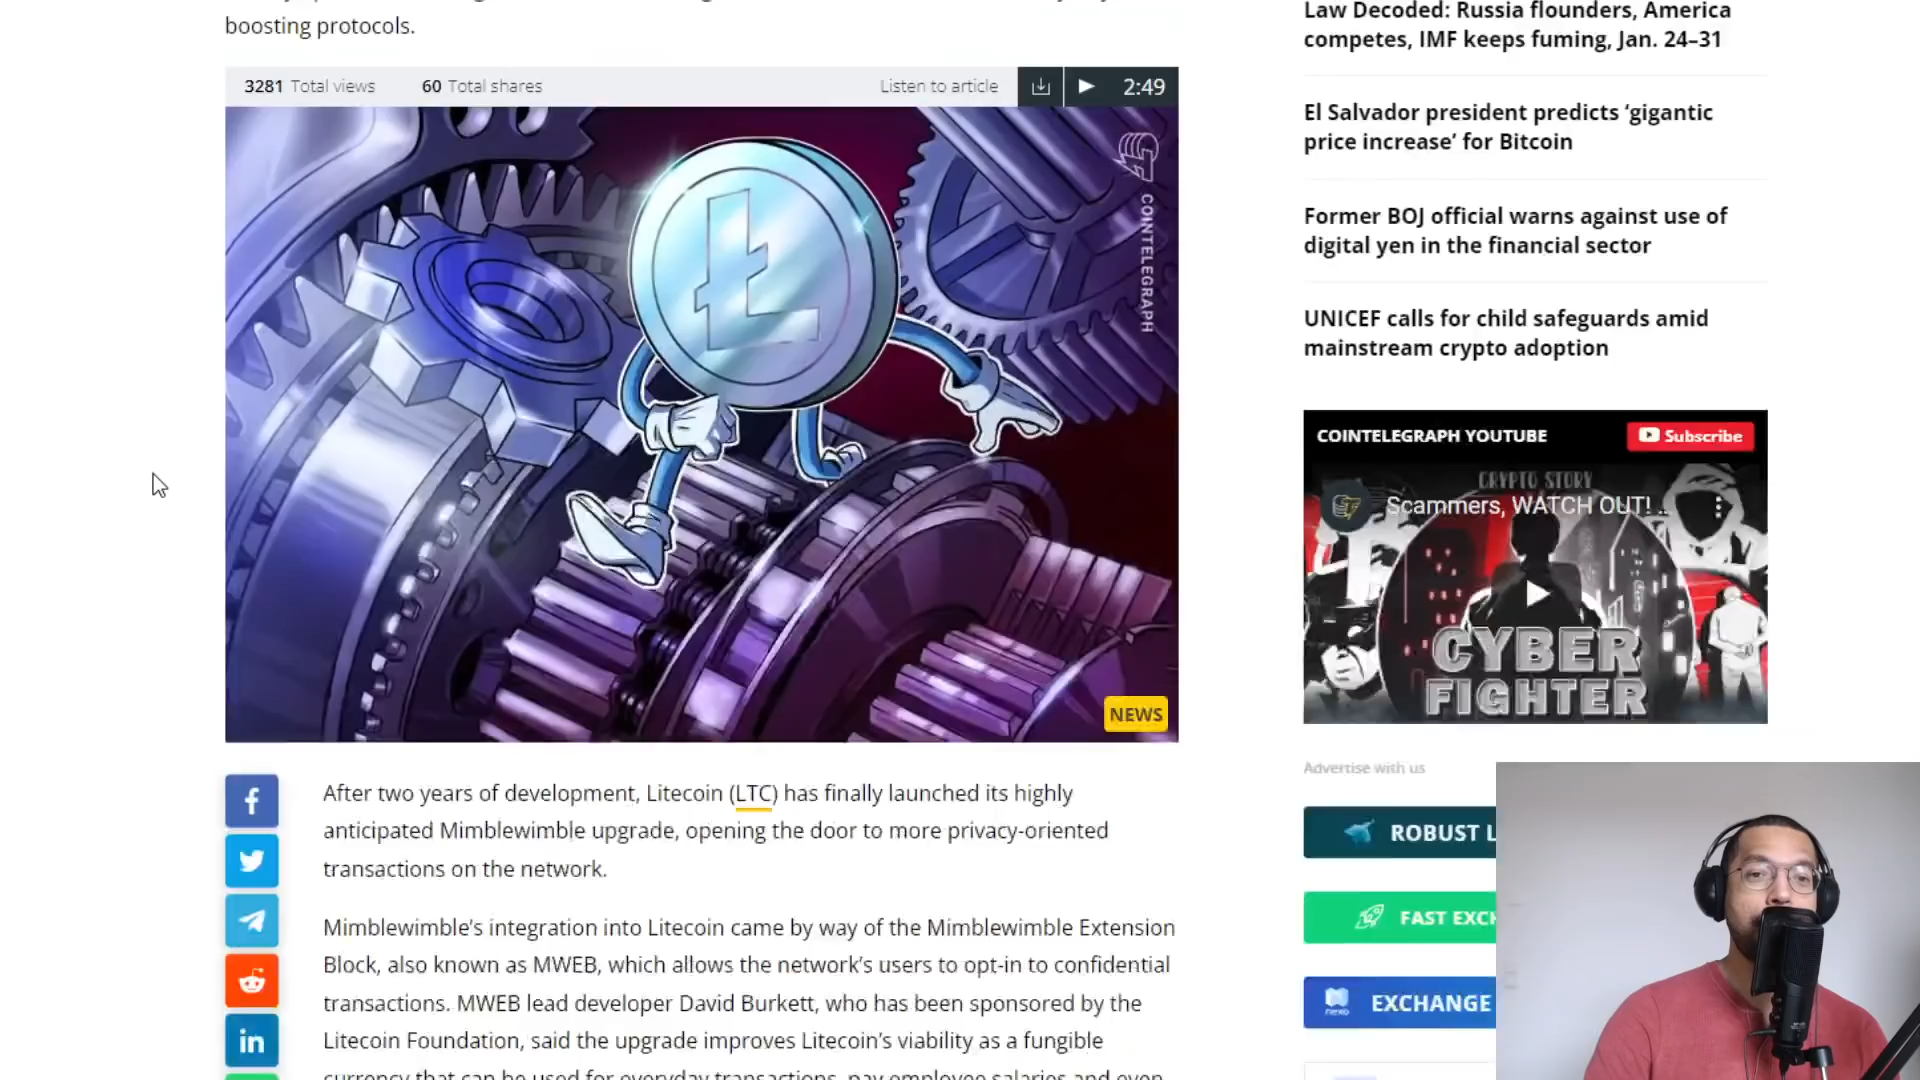 boosting protocols.
3281 Total views
60 Total shares
Listen to article
2:49
COINTELEGRAPH
NEWS
After two years of development, Litecoin (LTC) has finally launched its highly
anticipated Mimblewimble upgrade, opening the door to more privacy-oriented
transactions on the network.
Mimblewimble's integration into Litecoin came by way of the Mimblewimble Extension
Block, also known as MWEB, which allows the network's users to opt-in to confidential
transactions. MWEB lead developer David Burkett, who has been sponsored by the
Litecoin Foundation, said the upgrade improves Litecoin's viability as a fungible
currency that can be used for everyday transactions, pay employee salaries and even
Law Decoded: Russia flounders, America
competes, IMF keeps fuming, Jan. 24–31
El Salvador president predicts ‘gigantic
price increase’ for Bitcoin
Former BOJ official warns against use of
digital yen in the financial sector
UNICEF calls for child safeguards amid
mainstream crypto adoption
COINTELEGRAPH YOUTUBE
Subscribe
CRYPTO STORY
Scammers, WATCH OUT! ...
CYBER
FIGHTER
Advertise with us
ROBUST L
FAST EXCH
nexo
EXCHANGE